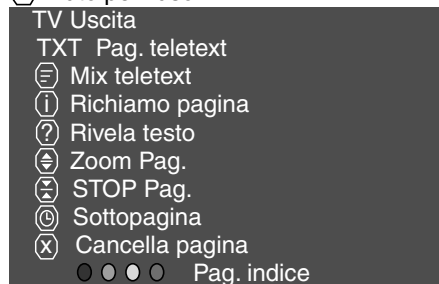 TV Uscita
TXT Pag. teletext
Mix teletext
Richiamo pagina
Rivela testo
Zoom Pag.
STOP Pag.
Sottopagina
Cancella pagina
Pag. indice